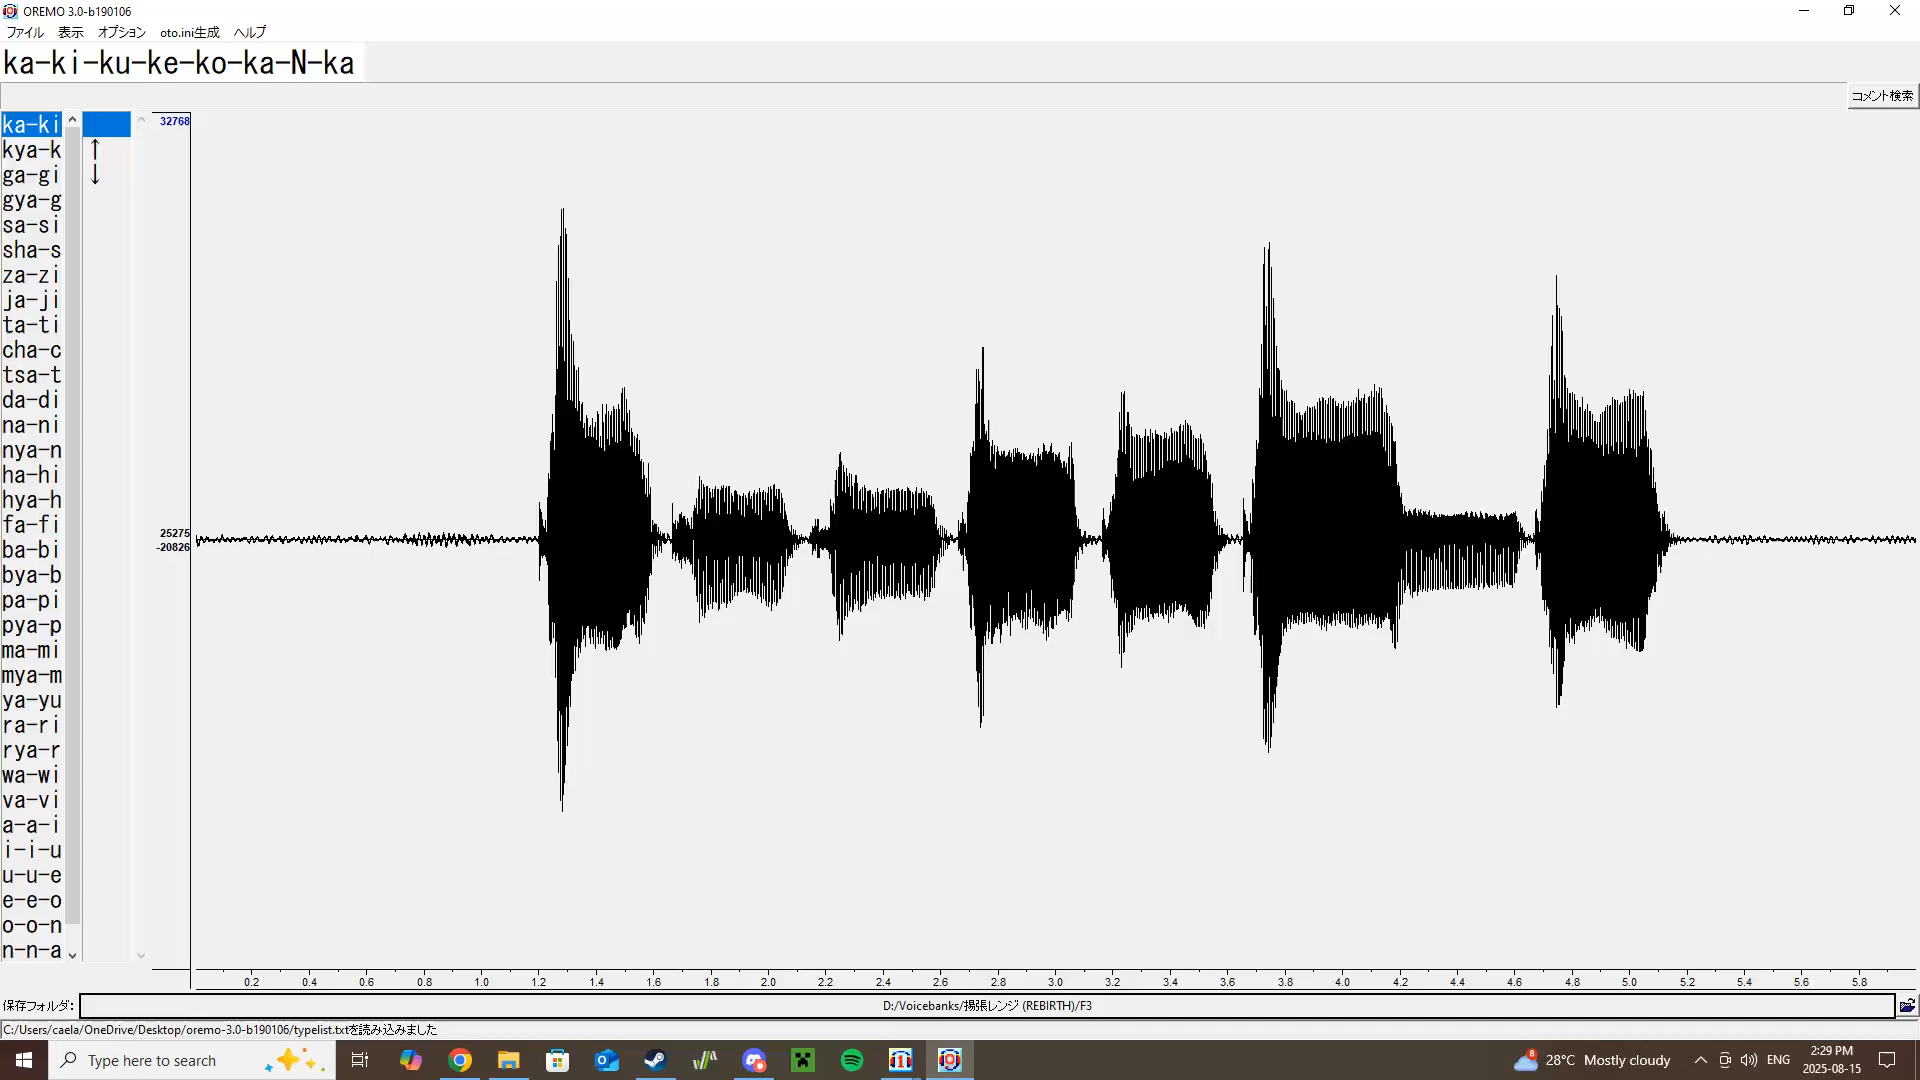 OREMO 3.0-b190106
ファイル 表示 オプション oto.ini生成 ヘルプ
ka-ki-ku-ke-ko-ka-N-ka
コメント検索
ka-ki
kya-k
ga-gi
gya-g
sa-si
sha-s
za-zi
ja-ji
ta-ti
cha-c
tsa-t
da-di
na-ni
nya-n
ha-hi
hya-h
fa-fi
ba-bi
bya-b
pa-pi
pya-p
ma-mi
mya-m
ya-yu
ra-ri
rya-r
wa-wi
va-vi
a-a-i
i-i-u
u-u-e
e-e-o
o-o-n
n-n-a
↑
↓
32768
25275
-20826
0.2 0.4 0.6 0.8 1.0 1.2 1.4 1.6 1.8 2.0 2.2 2.4 2.6 2.8 3.0 3.2 3.4 3.6 3.8 4.0 4.2 4.4 4.6 4.8 5.0 5.2 5.4 5.6 5.8
保存フォルダ: D:/Voicebanks/揚張レンジ (REBIRTH)/F3
C:/Users/caela/OneDrive/Desktop/oremo-3.0-b190106/typelist.txtを読み込みました
Type here to search
8
28°C Mostly cloudy
ENG
2:29 PM
2025-08-15